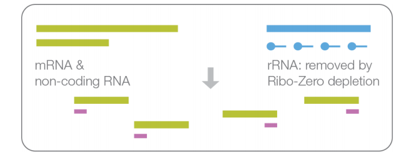 mRNA &
non-coding RNA
rRNA: removed by
Ribo-Zero depletion